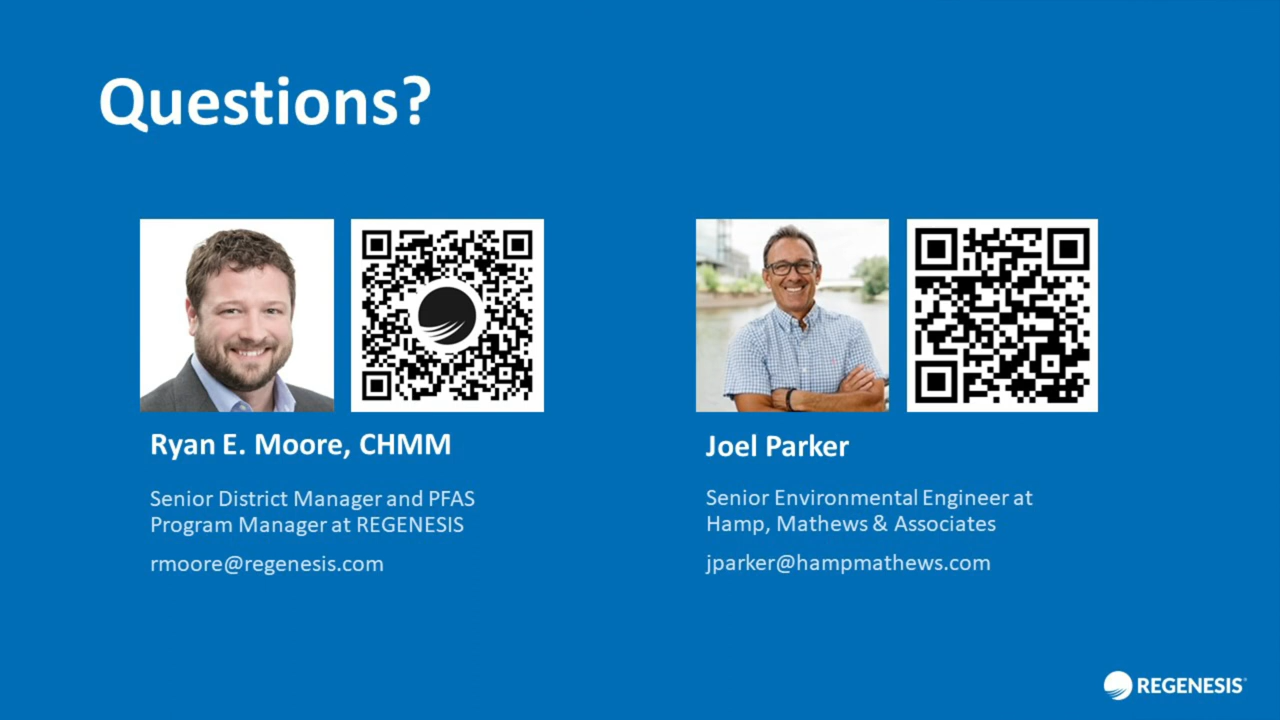 Questions?
Ryan E. Moore, CHMM
Senior District Manager and PFAS
Program Manager at REGENESIS
rmoore@regenesis.com
Joel Parker
Senior Environmental Engineer at
Hamp, Mathews & Associates
jparker@hampmathews.com
REGENESIS